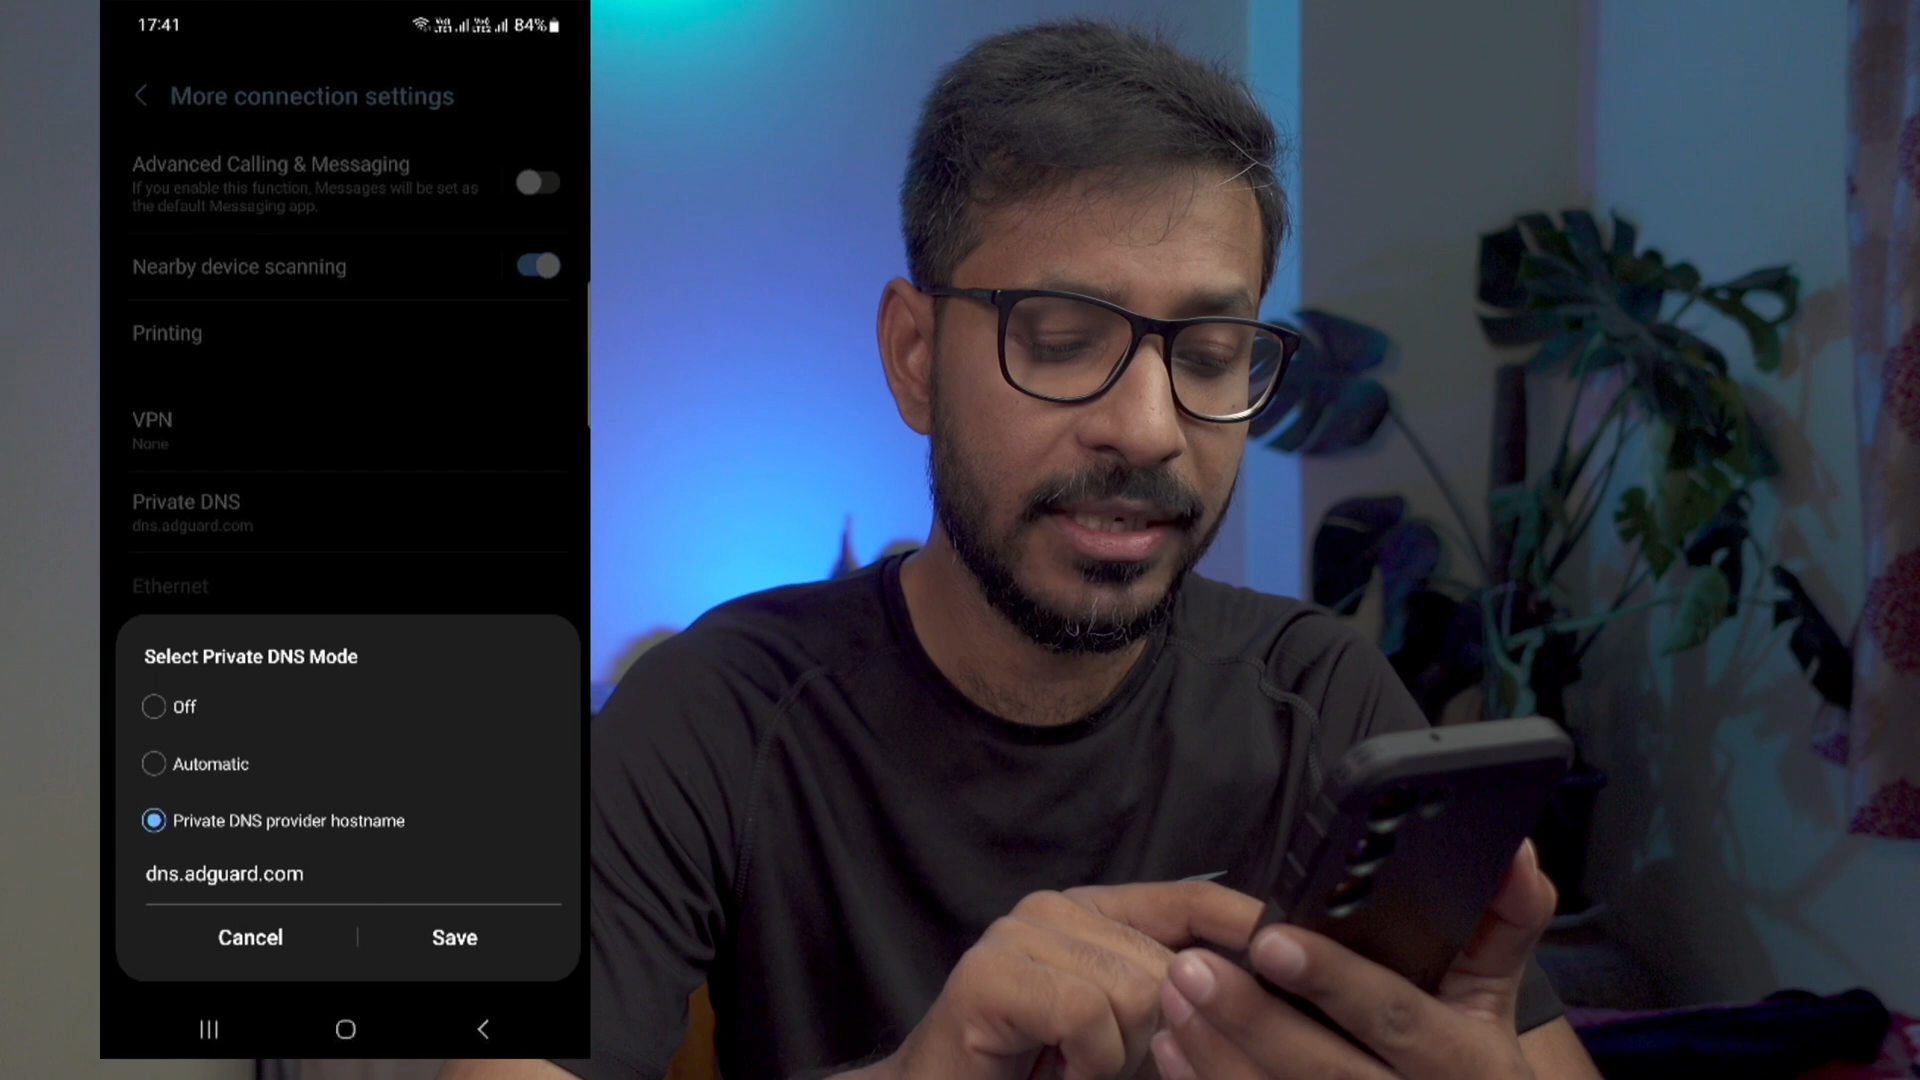 17:41
84%
More connection settings
Advanced Calling & Messaging
If you enable this function, Messages will be set as
the default Messaging app.
Nearby device scanning
Printing
VPN
None
Private DNS
dns.adguard.com
Ethernet
Select Private DNS Mode
Off
Automatic
Private DNS provider hostname
dns.adguard.com
Cancel
Save